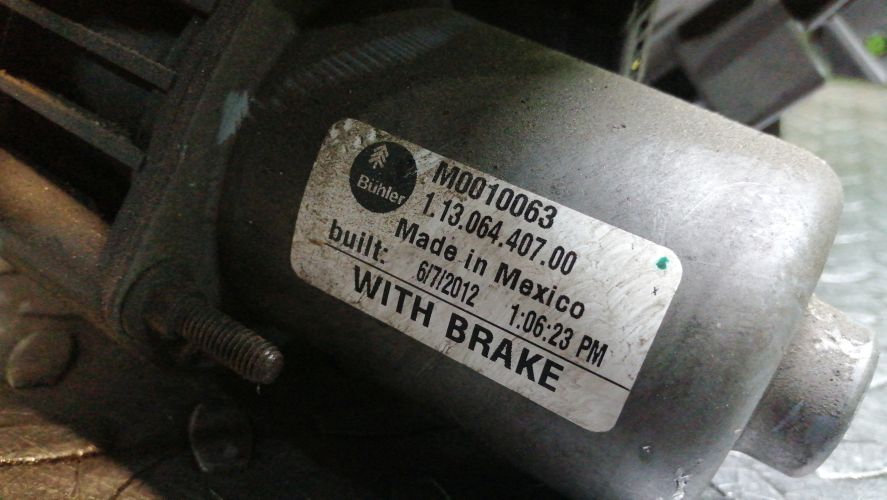 Bühler
M0010063
1.13.064.407.00
Made in Mexico
built: 6/7/2012 1:06:23 PM
WITH BRAKE